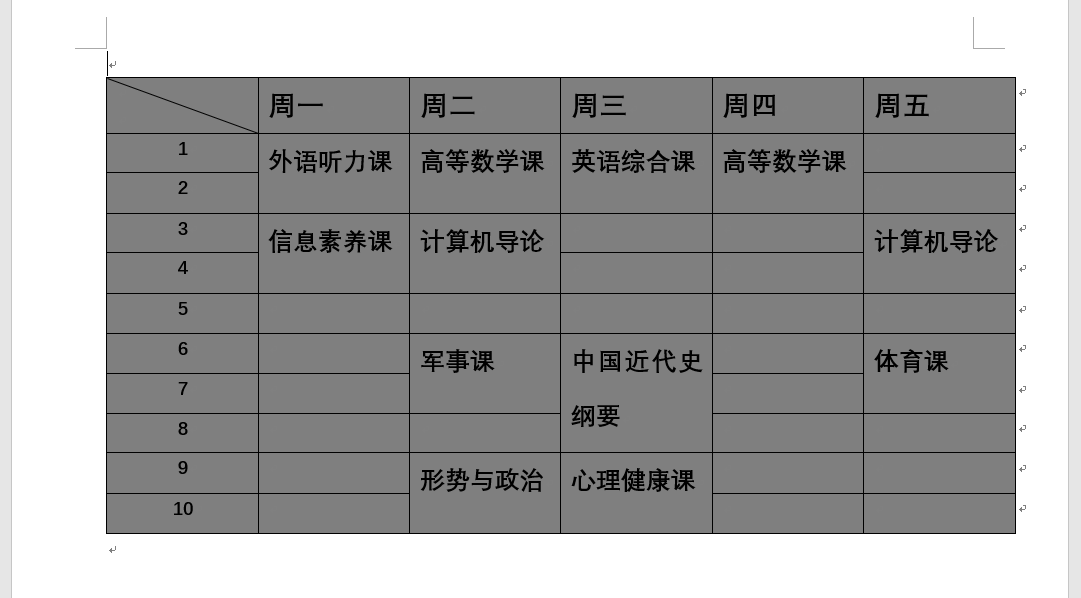 周一 周二 周三 周四 周五
1 外语听力课 高等数学课 英语综合课 高等数学课
2
3 信息素养课 计算机导论 计算机导论
4
5
6 军事课 中国近代史 体育课
7
纲要
8
9 形势与政治 心理健康课
10